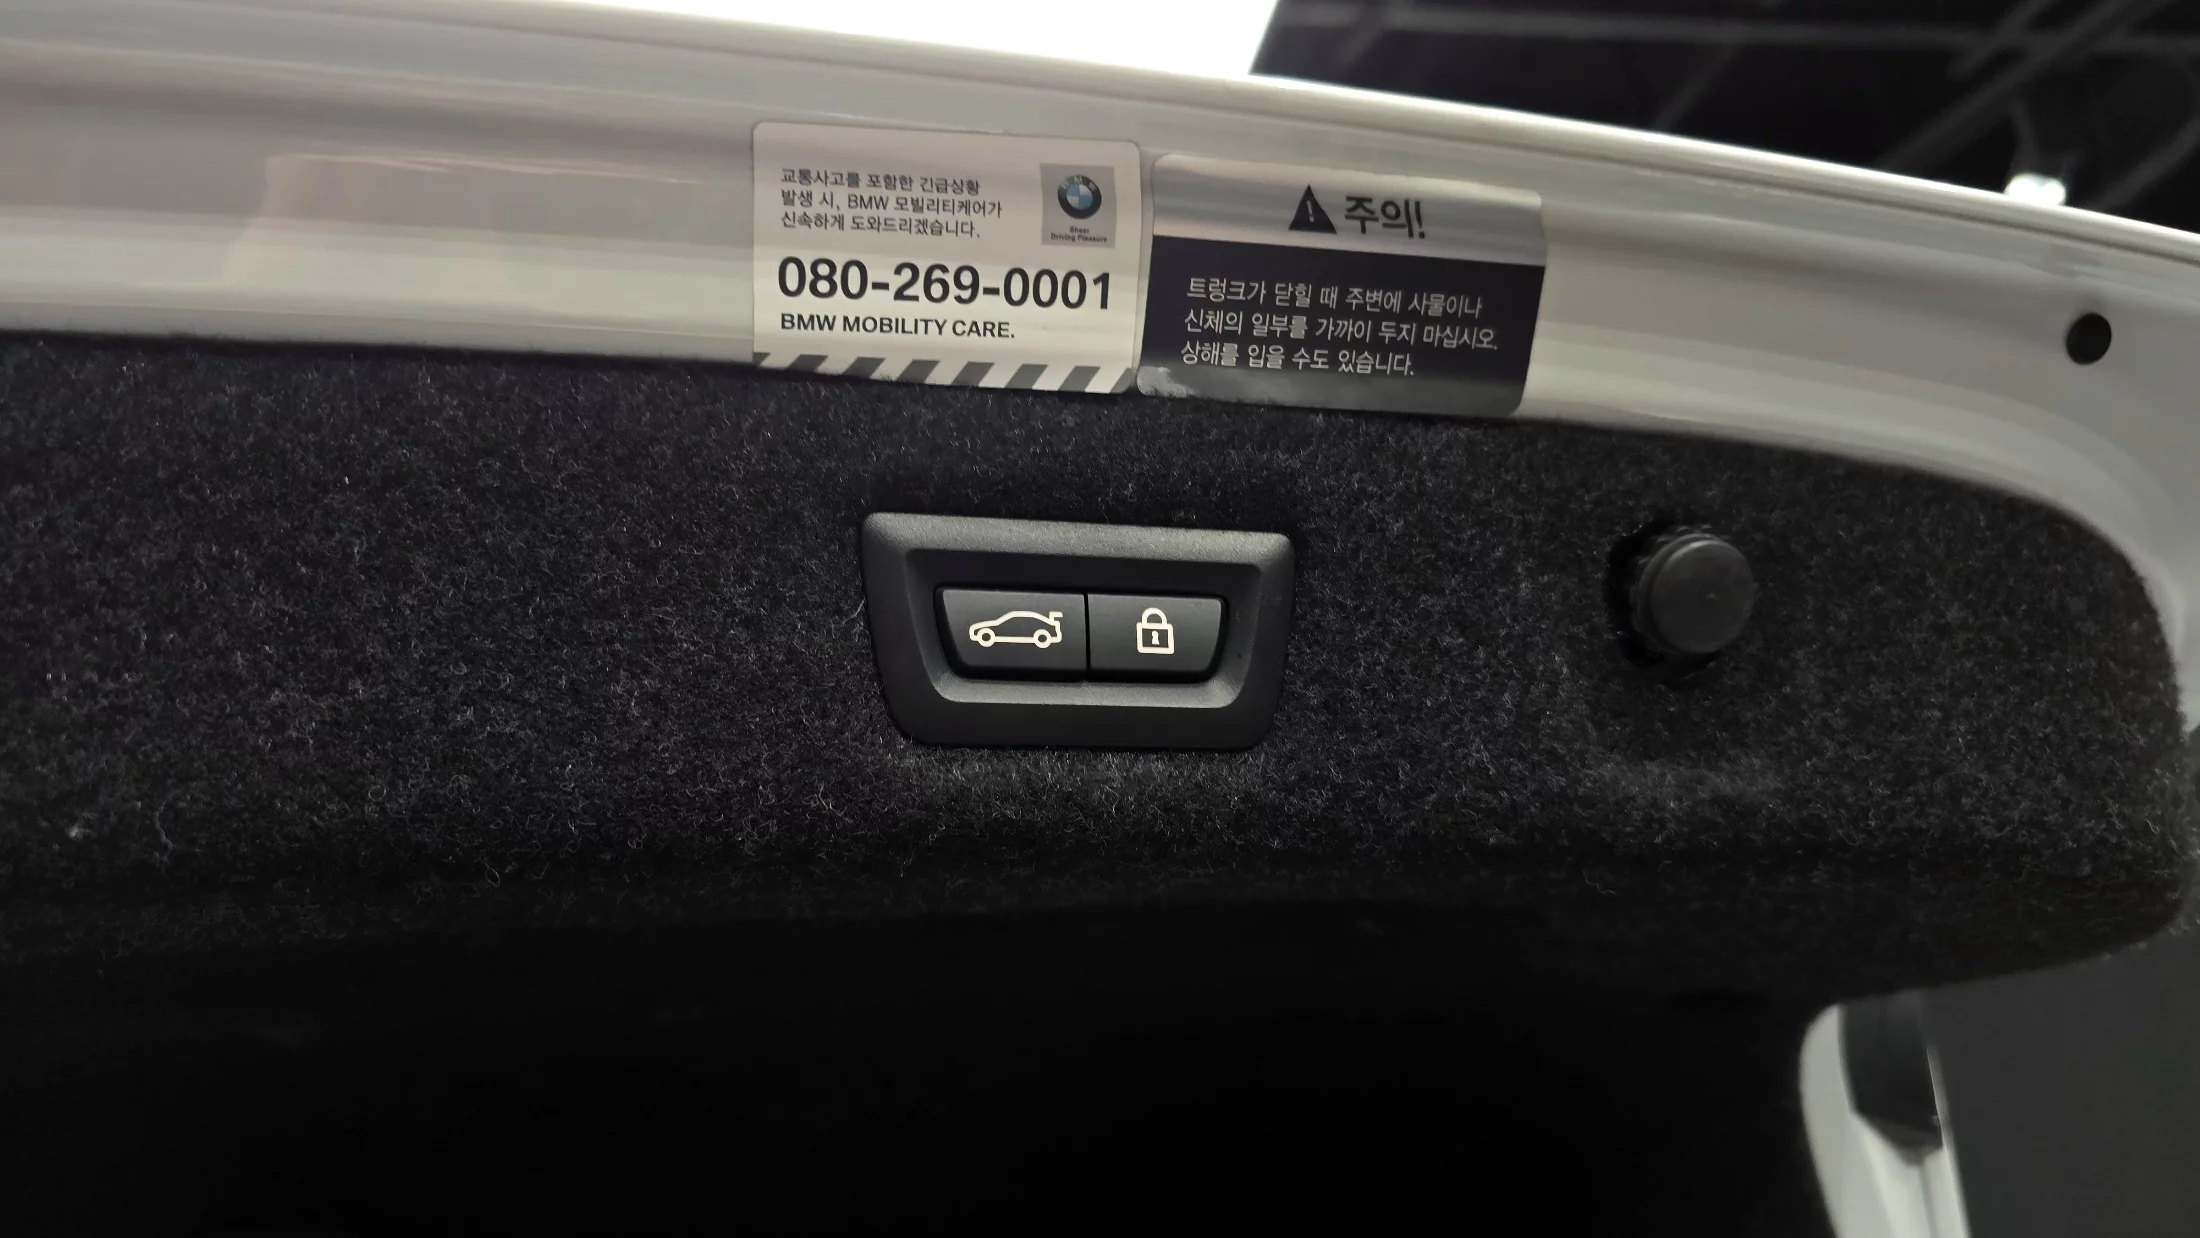 교통사고를 포함한 긴급상황
발생 시, BMW 모빌리티케어가
신속하게 도와드리겠습니다.
BMW
Sheer
Driving Pleasure
080-269-0001
BMW MOBILITY CARE.
주의!
트렁크가 닫힐 때 주변에 사물이나
신체의 일부를 가까이 두지 마십시오.
상해를 입을 수도 있습니다.